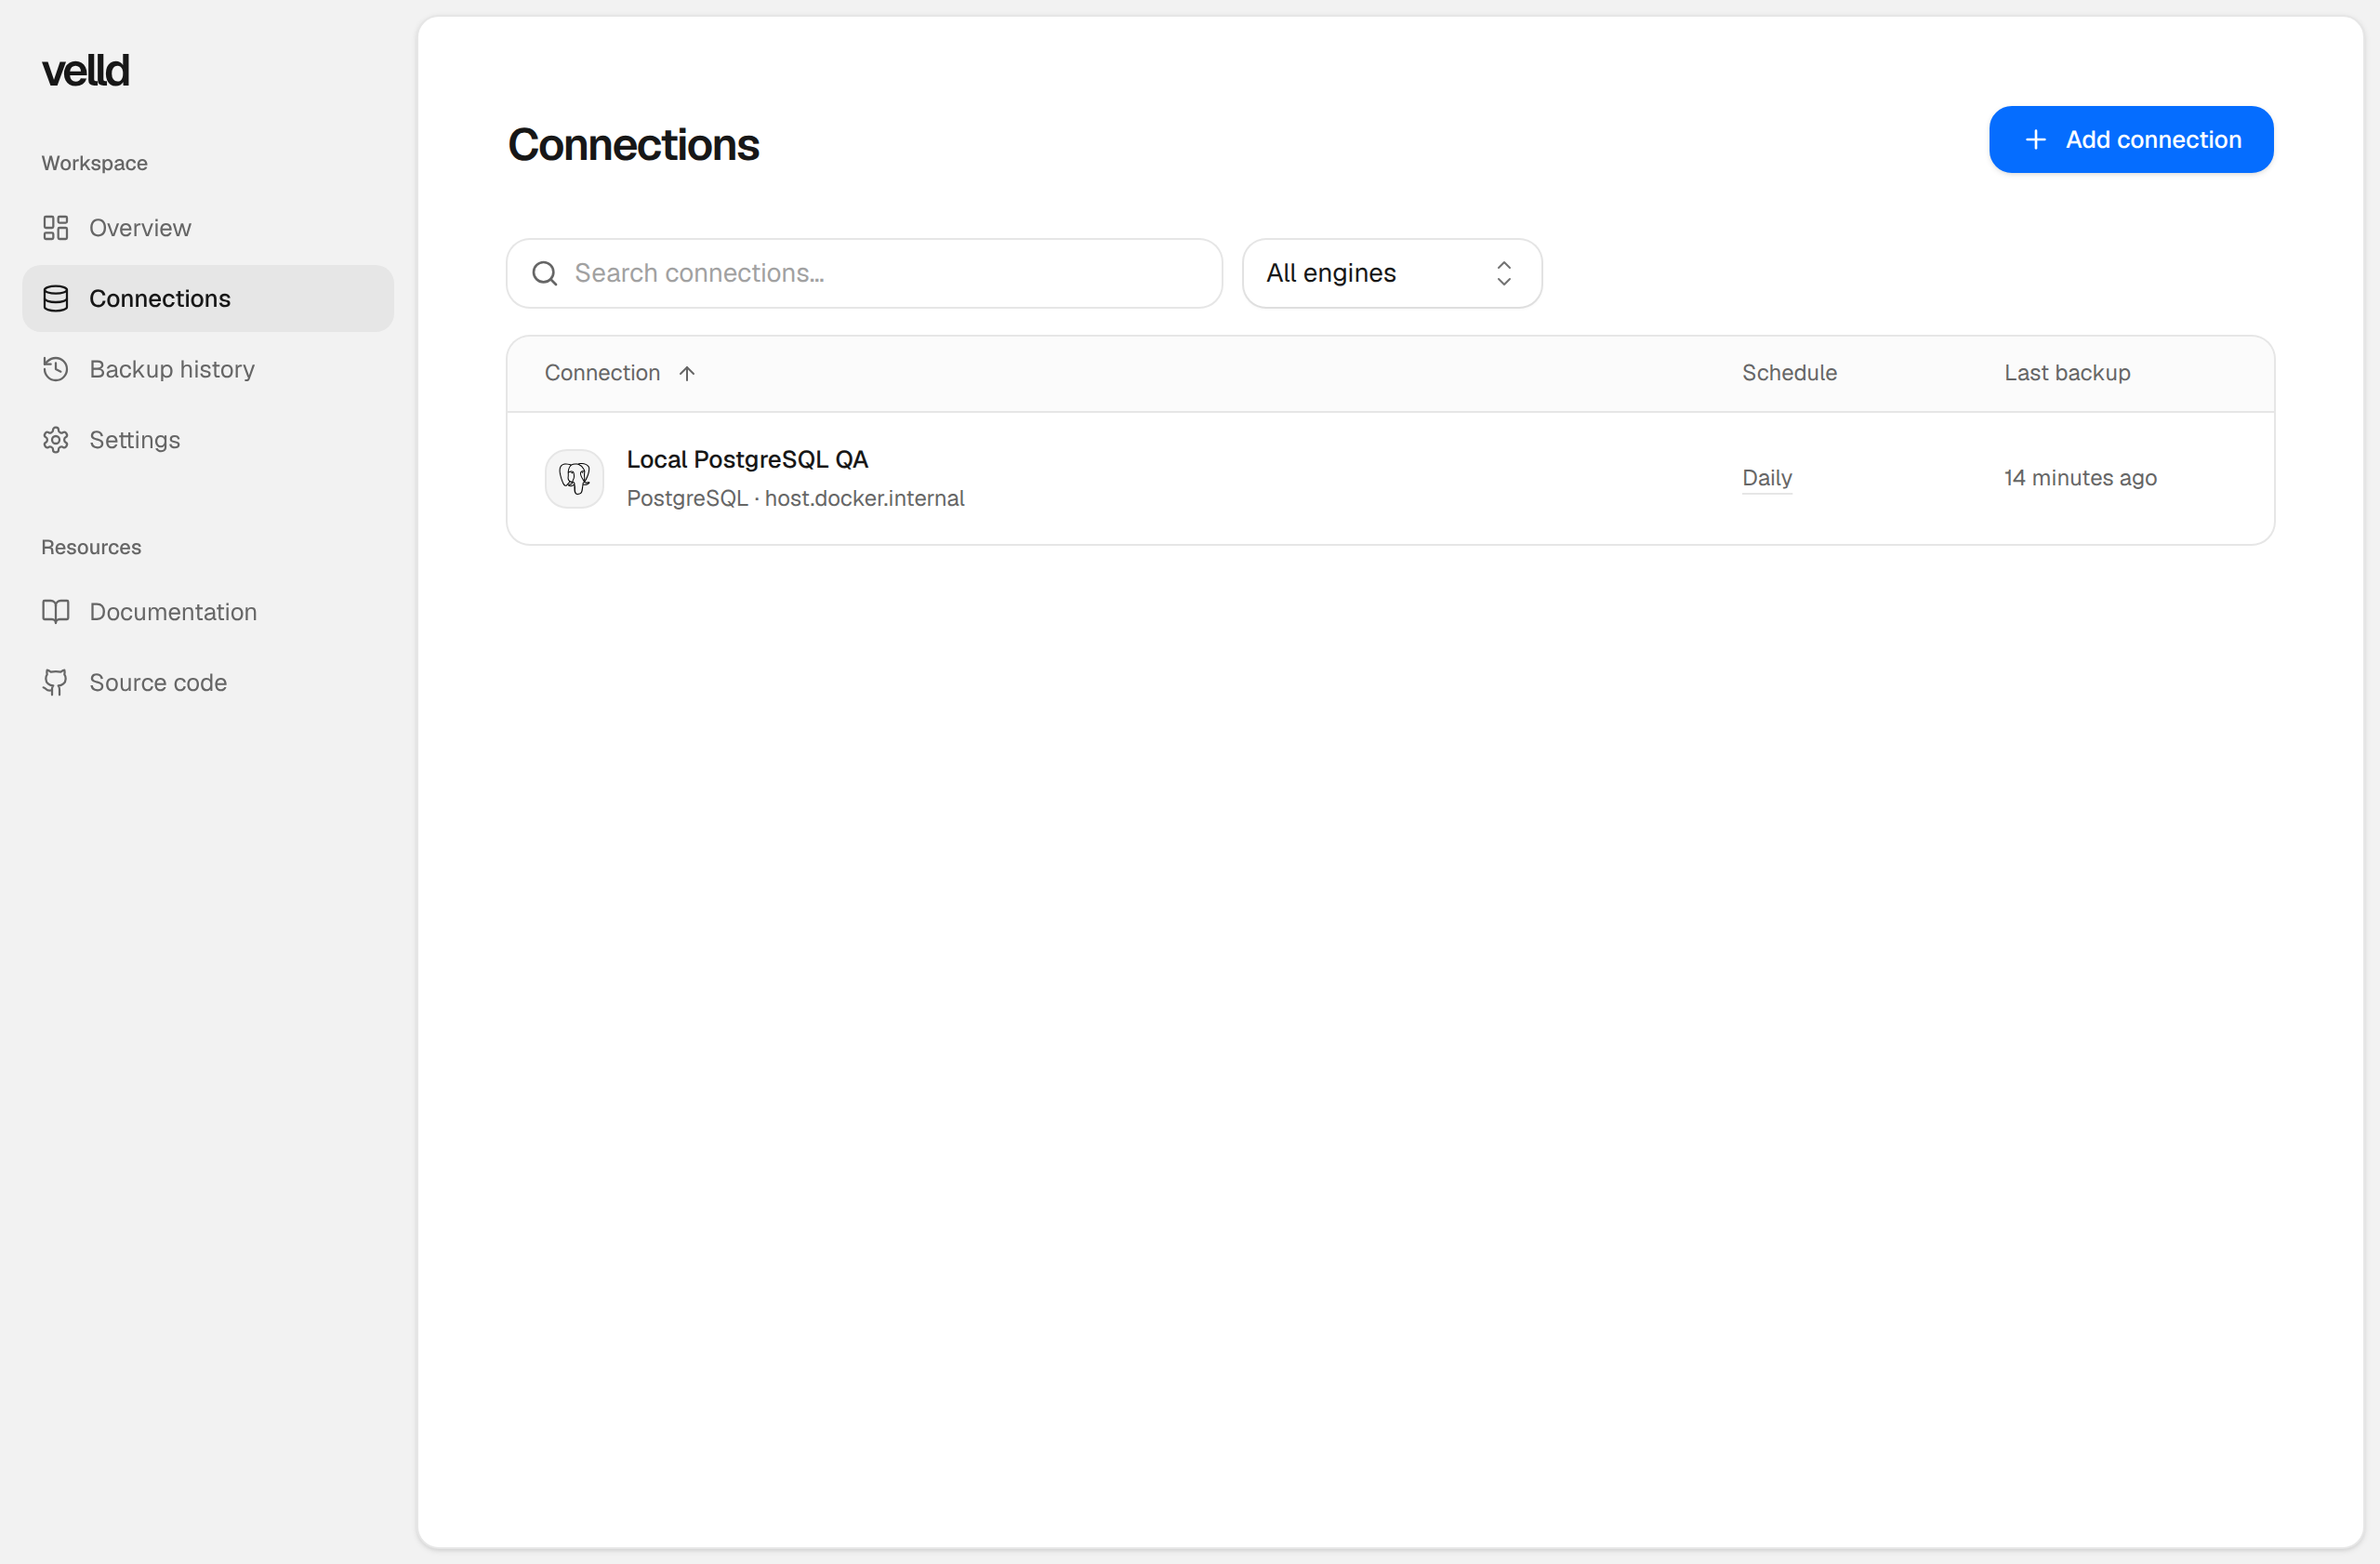 velld
Workspace
Overview
Connections
Backup history
Settings
Resources
Documentation
Source code
Connections
Add connection
Search connections...
All engines
Connection
Schedule
Last backup
Local PostgreSQL QA
PostgreSQL · host.docker.internal
Daily
14 minutes ago